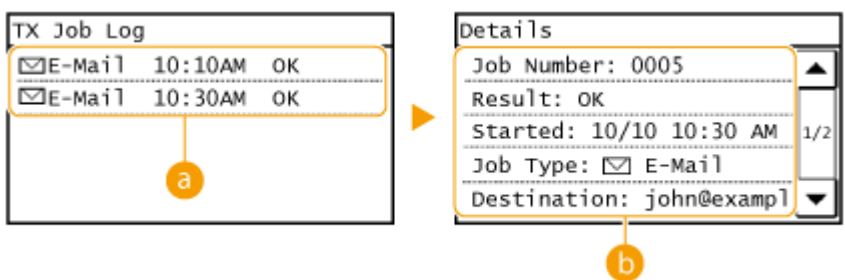 TX Job Log
E-Mail 10:10AM OK
E-Mail 10:30AM OK
a
Details
Job Number: 0005
Result: OK
Started: 10/10 10:30 AM
Job Type: E-Mail
Destination: john@exampl
1/2
b